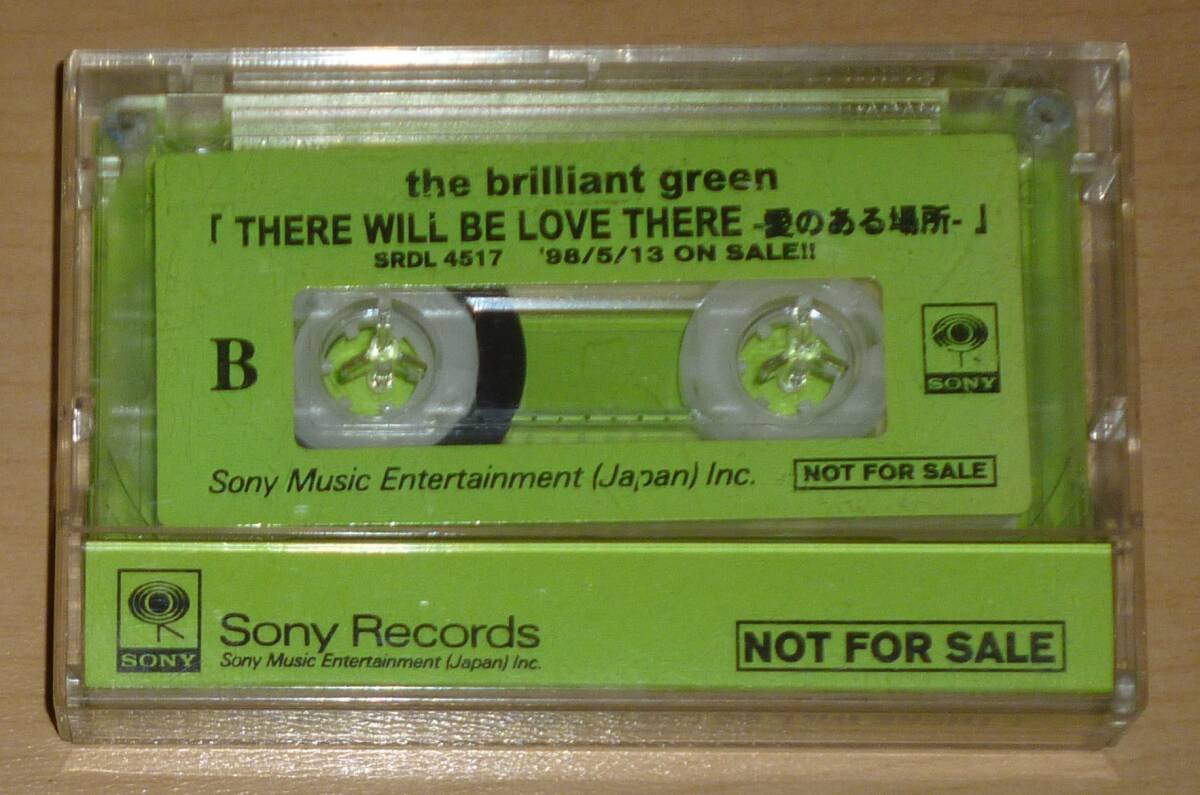 the brilliant green
「THERE WILL BE LOVE THERE -愛のある場所-」
SRDL 4517 '98/5/13 ON SALE!!
B
SONY
Sony Music Entertainment (Japan) Inc.
NOT FOR SALE
SONY
Sony Records
Sony Music Entertainment (Japan) Inc.
NOT FOR SALE